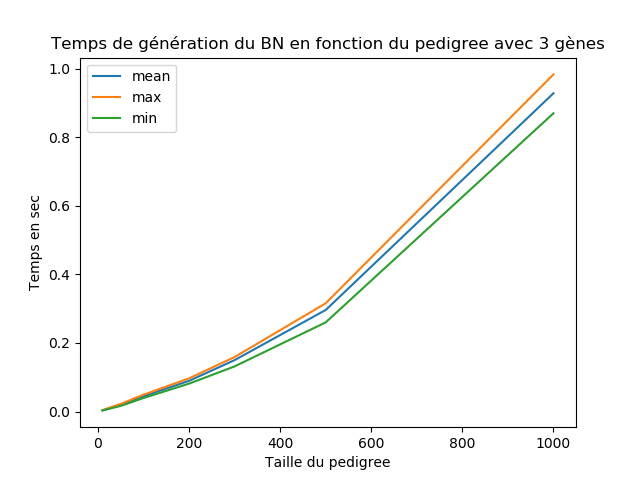 Temps de génération du BN en fonction du pedigree avec 3 gènes
mean
max
min
1.0
0.8
0.6
0.4
0.2
0.0
Temps en sec
0 200 400 600 800 1000
Taille du pedigree